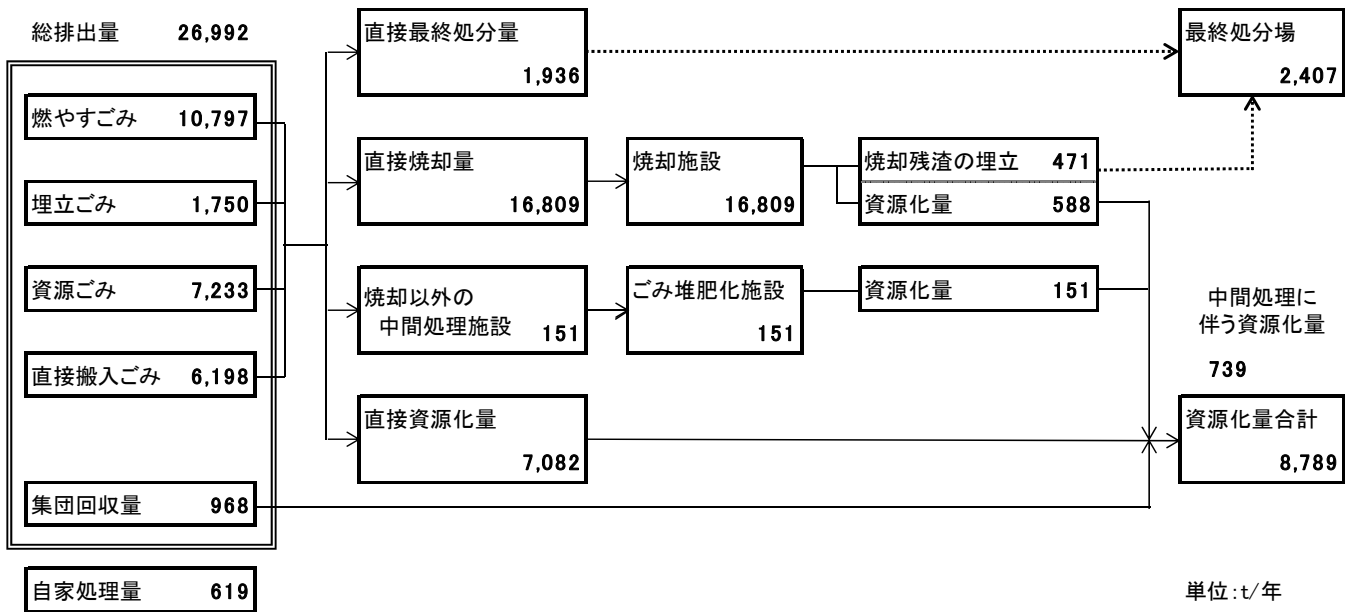 総排出量 26,992
燃やすごみ 10,797
埋立ごみ 1,750
資源ごみ 7,233
直接搬入ごみ 6,198
集団回収量 968
自家処理量 619
直接最終処分量
1,936
直接焼却量
16,809
焼却以外の
中間処理施設 151
直接資源化量
7,082
焼却施設
16,809
ごみ堆肥化施設
151
焼却残渣の埋立 471
資源化量 588
資源化量 151
最終処分場
2,407
中間処理に
伴う資源化量
739
資源化量合計
8,789
単位:t/年